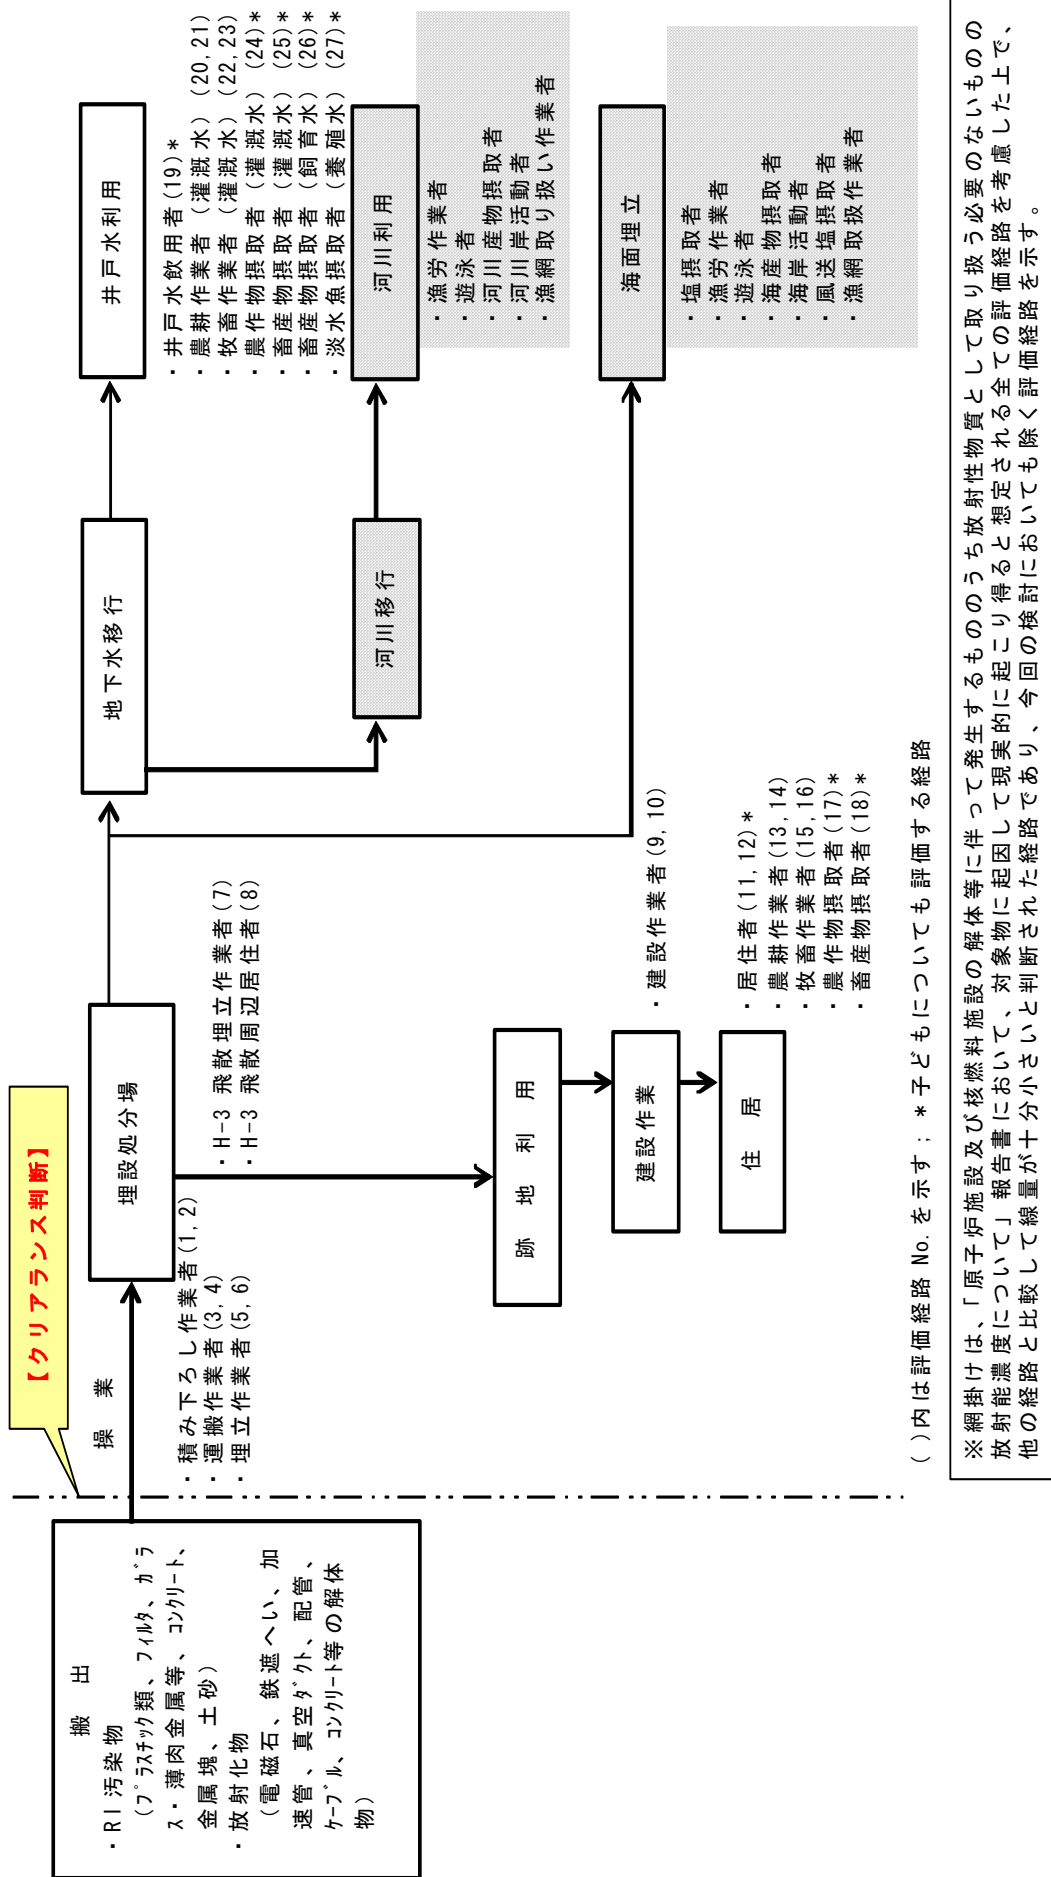 搬　出
・RI汚染物
(プラスチック類、フィルタ、ガラ
ス・薄肉金属等、コンクリート、
金属塊、土砂)
・放射化物
(電磁石、鉄遮へい、加
速管、真空ダクト、配管、
ケーブル、コンクリート等の解体
物)
【クリアランス判断】
操　業
・積み下ろし作業者(1,2)
・運搬作業者(3,4)
・埋立作業者(5,6)
埋設処分場
・H-3 飛散埋立作業者(7)
・H-3 飛散周辺居住者(8)
跡　地　利　用
建設作業
・建設作業者(9,10)
住　居
・居住者(11,12)*
・農耕作業者(13,14)
・牧畜作業者(15,16)
・農作物摂取者(17)*
・畜産物摂取者(18)*
地下水移行
井戸水利用
・井戸水飲用者(19)*
・農耕作業者(灌漑水)(20,21)
・牧畜作業者(灌漑水)(22,23)
・農作物摂取者(灌漑水)(24)*
・畜産物摂取者(灌漑水)(25)*
・畜産物摂取者(飼育水)(26)*
・淡水魚摂取者(養殖水)(27)*
河川移行
河川利用
・漁労作業者
・遊泳者
・河川産物摂取者
・河川岸活動者
・漁網取り扱い作業者
海面埋立
・塩摂取者
・漁労作業者
・遊泳者
・海産物摂取者
・海岸活動者
・風送塩摂取者
・漁網取扱作業者
( )内は評価経路 No.を示す；*子どもについても評価する経路
※網掛けは、「原子炉施設及び核燃料施設の解体等に伴って発生するもののうち放射性物質として取り扱う必要のないものの
放射能濃度について」報告書において、対象物に起因して現実的に起こり得ると想定される全ての評価経路を考慮した上で、
他の経路と比較して線量が十分小さいと判断された経路であり、今回の検討においても除く評価経路を示す。